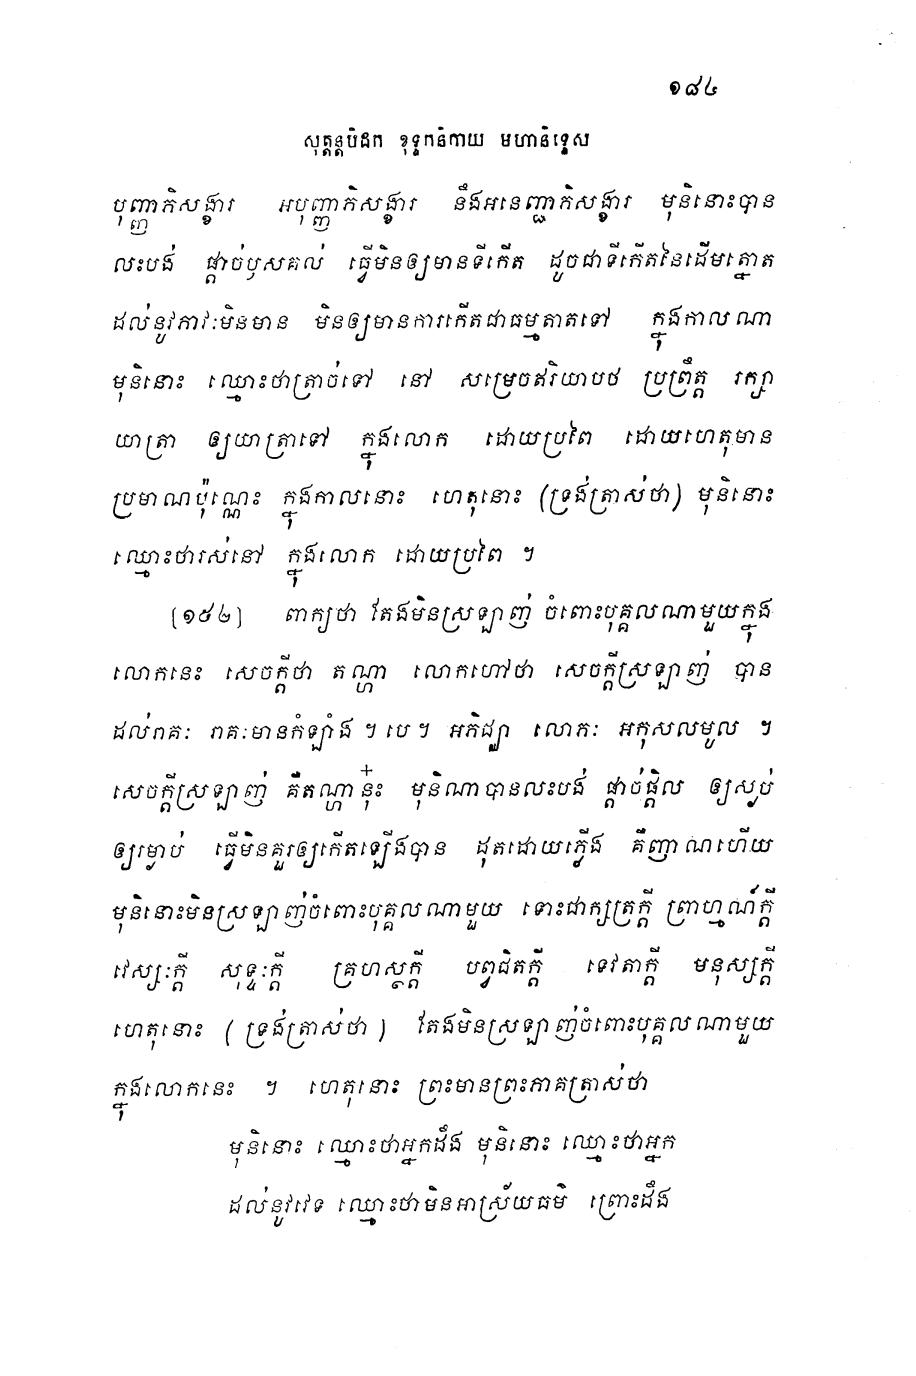 ១៨៤
សុត្តន្តបិដក ខុទ្ទកនិកាយ មហានិទ្ទេស
បុញ្ញាភិសង្ខារ អបុញ្ញាភិសង្ខារ នឹងអនេញ្ជាភិសង្ខារ មុនិនោះបាន
លះបង់ ផ្តាច់ឫសគល់ ធ្វើមិនឲ្យមានទីកើត ដូចជាទីកើតនៃដើមត្នោត
ដល់នូវភាវៈមិនមាន មិនឲ្យមានការកើតជាធម្មតាតទៅ ក្នុងកាលណា
មុនិនោះ ឈ្មោះថាត្រាច់ទៅ នៅ សម្រេចឥរិយាបថ ប្រព្រឹត្ត រក្សា
យាត្រា ឲ្យយាត្រាទៅ ក្នុងលោក ដោយប្រពៃ ដោយហេតុមាន
ប្រមាណប៉ុណ្ណេះ ក្នុងកាលនោះ ហេតុនោះ (ទ្រង់ត្រាស់ថា) មុនិនោះ
ឈ្មោះថារស់នៅ ក្នុងលោក ដោយប្រពៃ ។
[១៥៤] ពាក្យថា តែងមិនស្រឡាញ់ ចំពោះបុគ្គលណាមួយក្នុង
លោកនេះ សេចក្តីថា តណ្ហា លោកហៅថា សេចក្តីស្រឡាញ់ បាន
ដល់រាគៈ រាគៈមានកំឡាំង ។ បេ ។ អភិជ្ឈា លោភៈ អកុសលមូល ។
សេចក្តីស្រឡាញ់ គឺតណ្ហានុ៎ះ មុនិណាបានលះបង់ ផ្តាច់ផ្តិល ឲ្យស្ងប់
ឲ្យរម្ងាប់ ធ្វើមិនគួរឲ្យកើតឡើងបាន ដុតដោយភ្លើង គឺញាណហើយ
មុនិនោះមិនស្រឡាញ់ចំពោះបុគ្គលណាមួយ ទោះជាក្សត្រក្តី ព្រាហ្មណ៍ក្តី
វេស្សៈក្តី សុទ្ទៈក្តី គ្រហស្ថក្តី បព្វជិតក្តី ទេវតាក្តី មនុស្សក្តី
ហេតុនោះ ( ទ្រង់ត្រាស់ថា ) តែងមិនស្រឡាញ់ចំពោះបុគ្គលណាមួយ
ក្នុងលោកនេះ ។ ហេតុនោះ ព្រះមានព្រះភាគត្រាស់ថា
មុនិនោះ ឈ្មោះថាអ្នកដឹង មុនិនោះ ឈ្មោះថាអ្នក
ដល់នូវវេទ ឈ្មោះថាមិនអាស្រ័យធម៌ ព្រោះដឹង